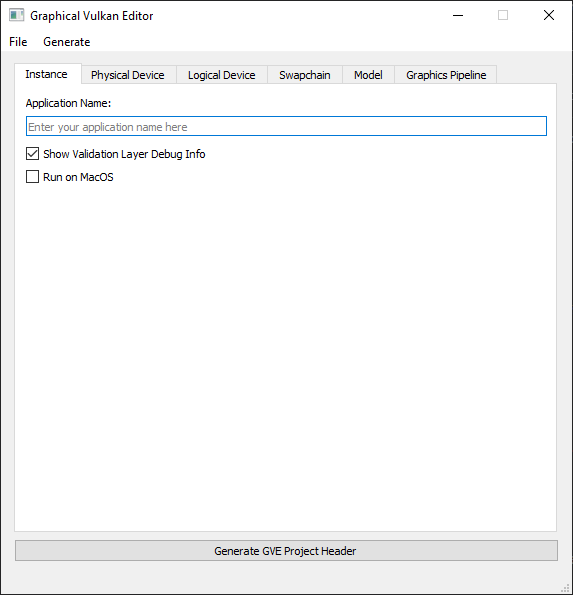 Graphical Vulkan Editor
File Generate
Instance Physical Device Logical Device Swapchain Model Graphics Pipeline
Application Name:
Enter your application name here
Show Validation Layer Debug Info
Run on MacOS
Generate GVE Project Header